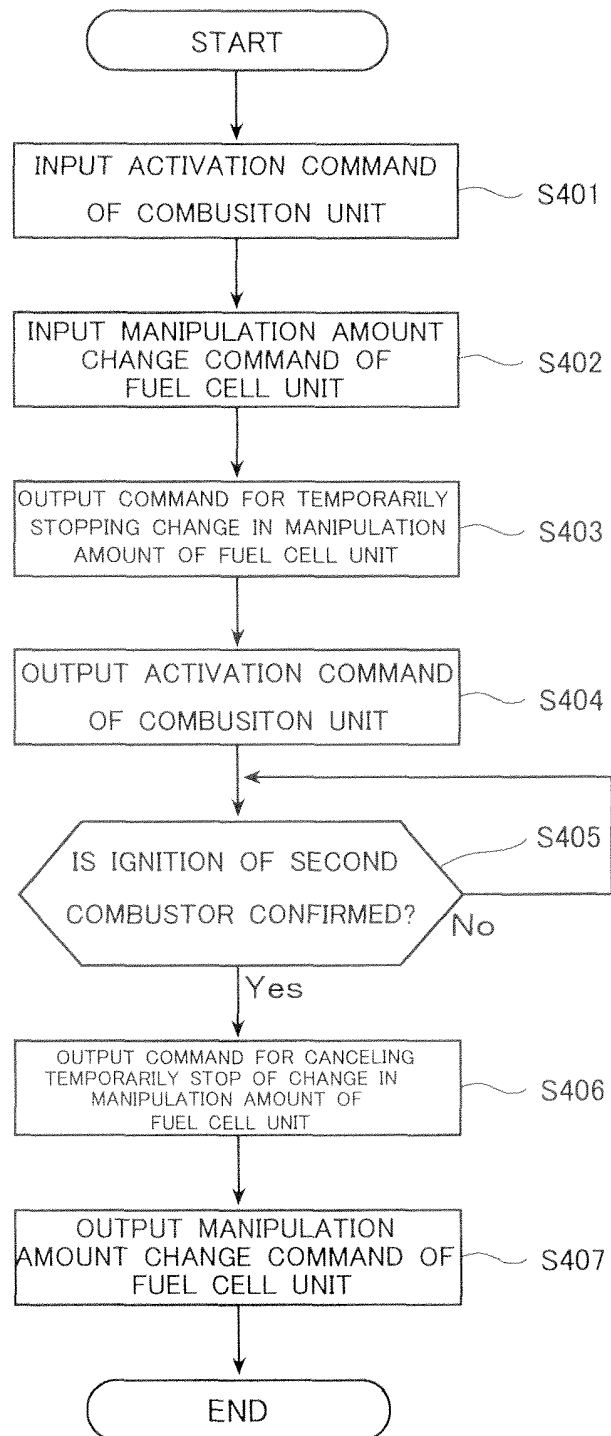 START
INPUT ACTIVATION COMMAND
OF COMBUSITON UNIT
S401
INPUT MANIPULATION AMOUNT
CHANGE COMMAND OF
FUEL CELL UNIT
S402
OUTPUT COMMAND FOR TEMPORARILY
STOPPING CHANGE IN MANIPULATION
AMOUNT OF FUEL CELL UNIT
S403
OUTPUT ACTIVATION COMMAND
OF COMBUSITON UNIT
S404
IS IGNITION OF SECOND
COMBUSTOR CONFIRMED?
S405
No
Yes
OUTPUT COMMAND FOR CANCELING
TEMPORARILY STOP OF CHANGE IN
MANIPULATION AMOUNT OF
FUEL CELL UNIT
S406
OUTPUT MANIPULATION
AMOUNT CHANGE COMMAND OF
FUEL CELL UNIT
S407
END